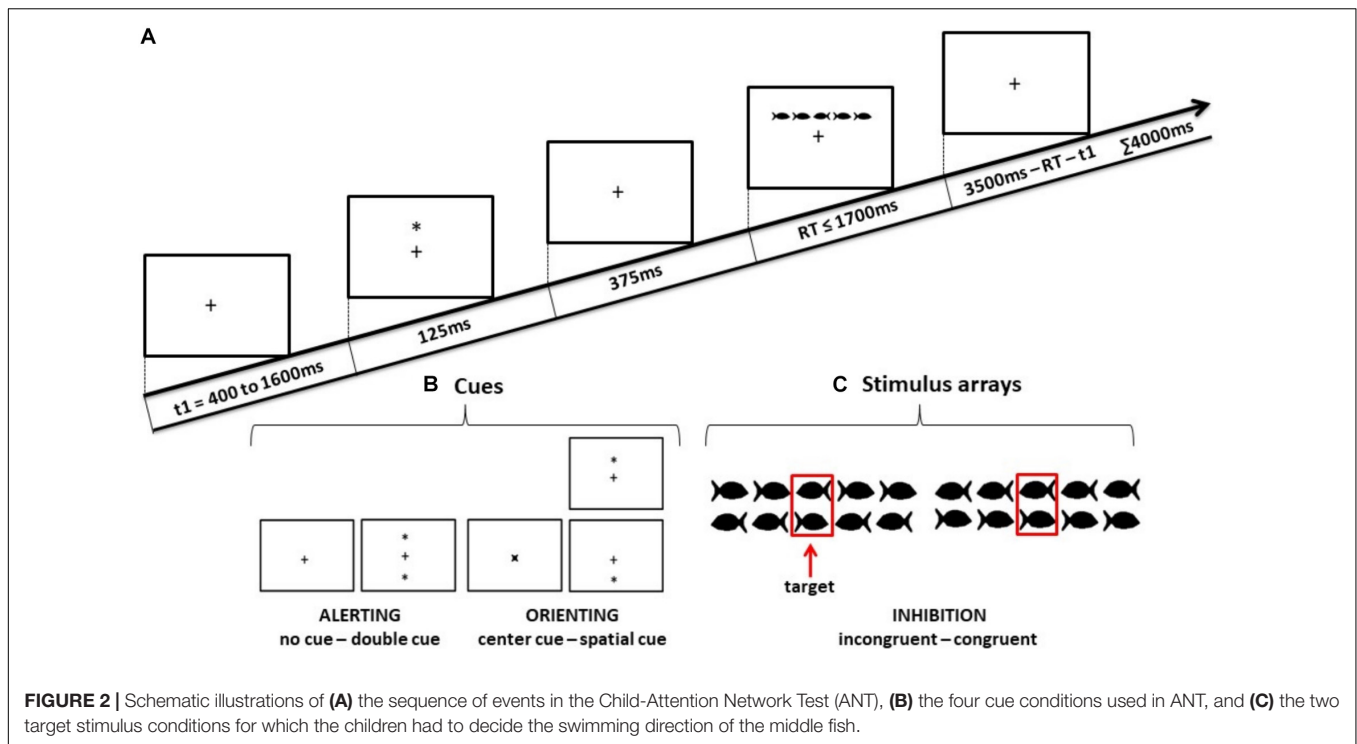 A
3500ms – RT – t1 ∑4000ms
RT ≤ 1700ms
375ms
125ms
t1 = 400 to 1600ms
B Cues
C Stimulus arrays
target
ALERTING
no cue – double cue
ORIENTING
center cue – spatial cue
INHIBITION
incongruent – congruent
FIGURE 2 | Schematic illustrations of (A) the sequence of events in the Child-Attention Network Test (ANT), (B) the four cue conditions used in ANT, and (C) the two
target stimulus conditions for which the children had to decide the swimming direction of the middle fish.